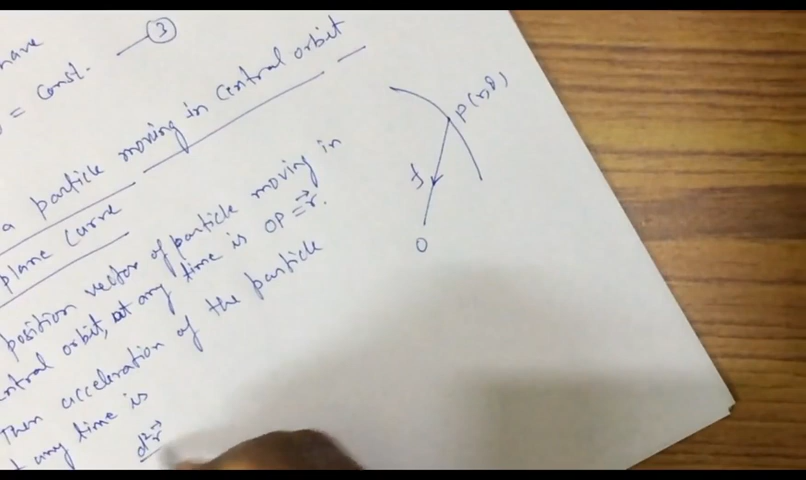 have
= Const. — ③
a particle moving in central orbit
plane curve
position vector of particle moving in
central orbit, at any time is OP = r⃗.
Then acceleration of the particle
at any time is
d²r⃗
P(r,θ)
f
O